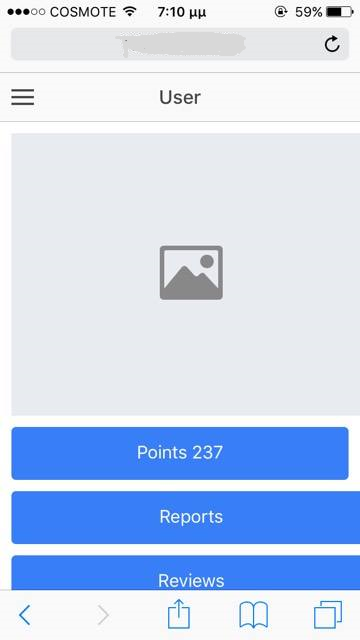 COSMOTE 7:10 μμ 59%
User
Points 237
Reports
Reviews